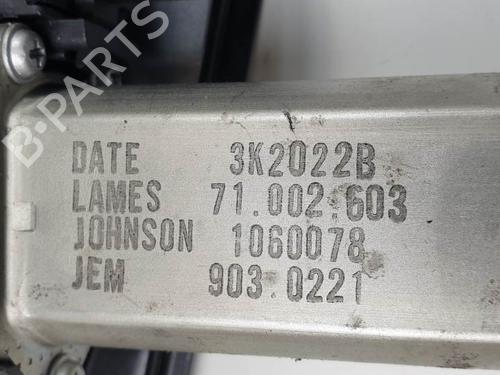 B-PARTS
DATE 3K2022B
LAMES 71.002.603
JOHNSON 1060078
JEM 903.0221